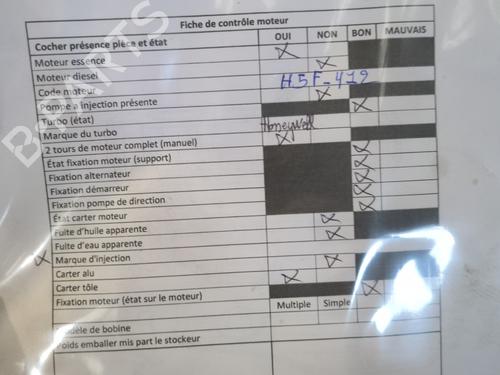 Fiche de contrôle moteur
Cocher présence pièce et état OUI NON BON MAUVAIS
Moteur essence
Moteur diesel
Code moteur H5F-412
Pompe a injection présente
Turbo (état)
Marque du turbo Honeywell
2 tours de moteur complet (manuel)
État fixation moteur (support)
Fixation alternateur
Fixation démarreur
Fixation pompe de direction
État carter moteur
Fuite d'huile apparente
Fuite d'eau apparente
Marque d'injection
Carter alu
Carter tôle
Fixation moteur (état sur le moteur)
Multiple Simple
de bobine
Poids emballer mis part le stockeur
B-PARTS